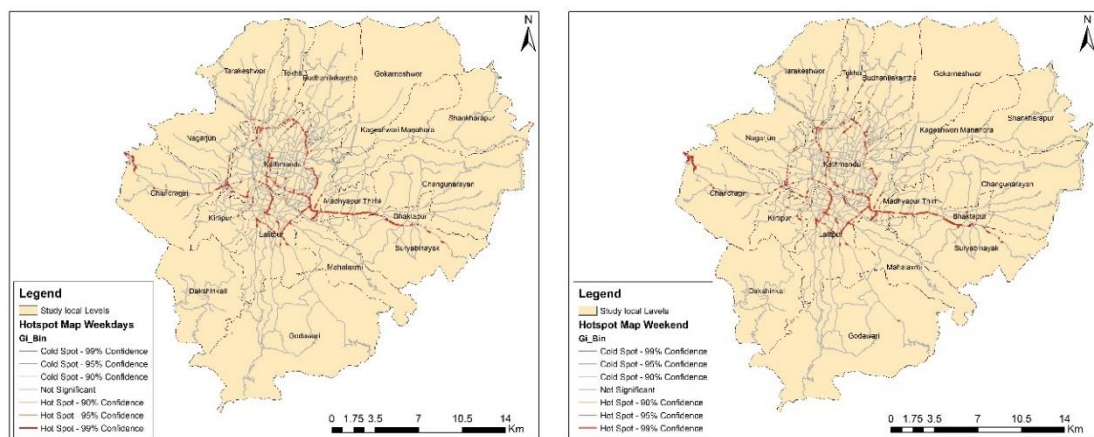 N
Tarakeshwor
Tokha
Budhanilekantha
Gokarneshwor
Shankharapur
Kageshwori Manahora
Nagarjun
Kathmandu
Changunarayan
Chandragiri
Madhyapur Thimi
Bhaktapur
Kirtipur
Lalitpur
Suryabinayak
Mahalaxmi
Dakshinkali
Godawari
Legend
Study local Levels
Hotspot Map Weekdays
Gi_Bin
Cold Spot - 99% Confidence
Cold Spot - 95% Confidence
Cold Spot - 90% Confidence
Not Significant
Hot Spot - 90% Confidence
Hot Spot - 95% Confidence
Hot Spot - 99% Confidence
0 1.75 3.5 7 10.5 14
Km
N
Tarakeshwor
Tokha
Budhanilekantha
Gokarneshwor
Shankharapur
Kageshwori Manahora
Nagarjun
Kathmandu
Changunarayan
Chandragiri
Madhyapur Thimi
Bhaktapur
Kirtipur
Lalitpur
Suryabinayak
Mahalaxmi
Dakshinkali
Godawari
Legend
Study local Lavels
Hotspot Map Weekend
Gi_Bin
Cold Spot - 99% Confidence
Cold Spot - 95% Confidence
Cold Spot - 90% Confidence
Not Significant
Hot Spot - 90% Confidence
Hot Spot - 95% Confidence
Hot Spot - 99% Confidence
0 1.75 3.5 7 10.5 14
Km